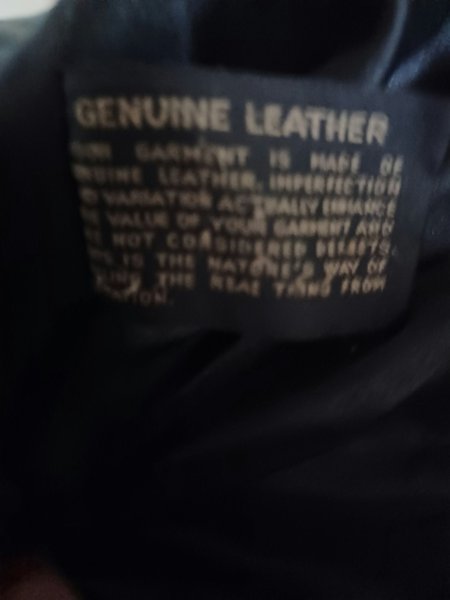 GENUINE LEATHER
GARMENT IS MADE OF
LEATHER, IMPERFECTION
VARIATION ACTUALLY ENHANCE
VALUE OF YOUR GARMENT AND
NOT CONSIDERED DEFECTS.
IS THE NATURE'S WAY OF
THE REAL THING FROM